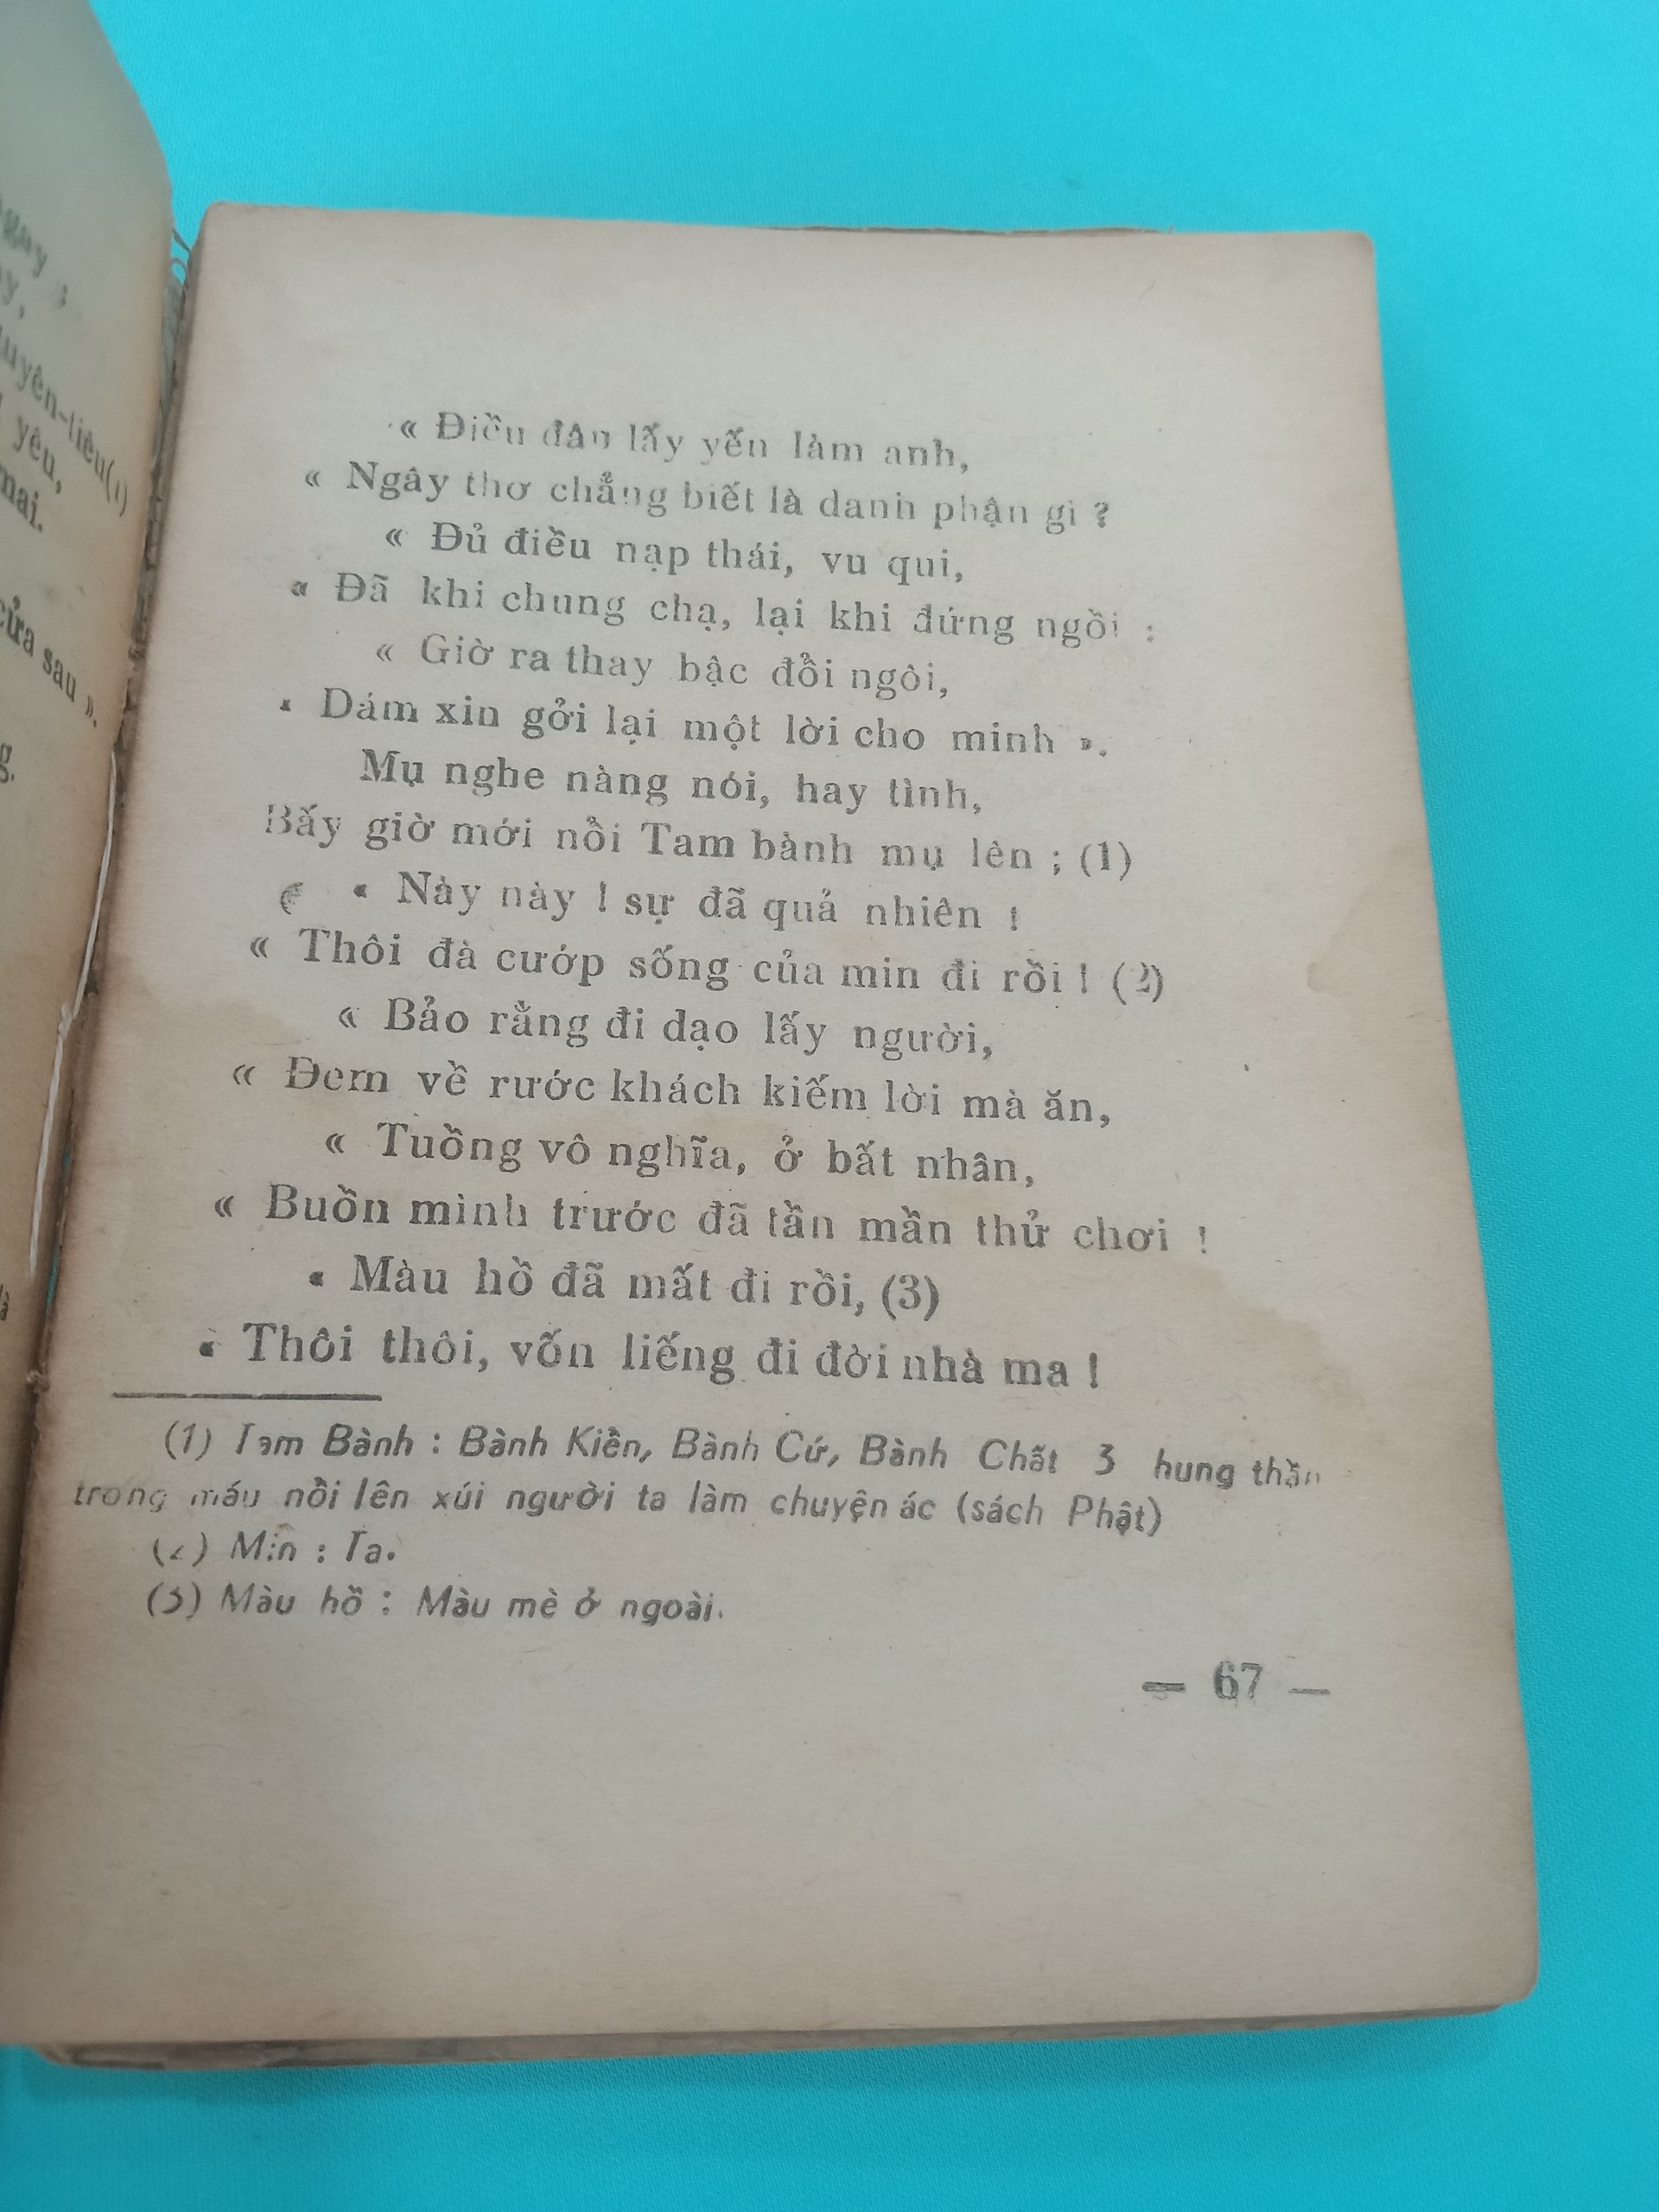 yêu,
mai.
cửa sau ».
« Điều đâu lấy yến làm anh,
« Ngây thơ chẳng biết là danh phận gì ?
« Đủ điều nạp thái, vu qui,
« Đã khi chung chạ, lại khi đứng ngồi :
« Giờ ra thay bậc đổi ngôi,
« Dám xin gởi lại một lời cho minh ».
Mụ nghe nàng nói, hay tình,
Bấy giờ mới nổi Tam bành mụ lên ; (1)
« Này này ! sự đã quả nhiên !
« Thôi đà cướp sống của min đi rồi ! (2)
« Bảo rằng đi dạo lấy người,
« Đem về rước khách kiếm lời mà ăn,
« Tuồng vô nghĩa, ở bất nhân,
« Buồn mình trước đã tần mần thử chơi !
« Màu hồ đã mất đi rồi, (3)
« Thôi thôi, vốn liếng đi đời nhà ma !
(1) Tam Bành : Bành Kiền, Bành Cứ, Bành Chất 3 hung thần
trong máu nổi lên xúi người ta làm chuyện ác (sách Phật)
(2) Min : Ta.
(3) Màu hồ : Màu mè ở ngoài.
— 67 —